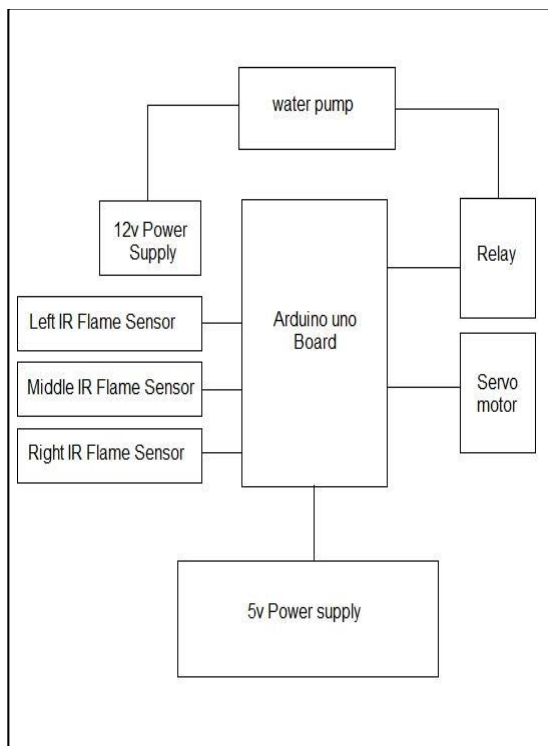 water pump
12v Power
Supply
Relay
Left IR Flame Sensor
Arduino uno
Board
Middle IR Flame Sensor
Servo
motor
Right IR Flame Sensor
5v Power supply